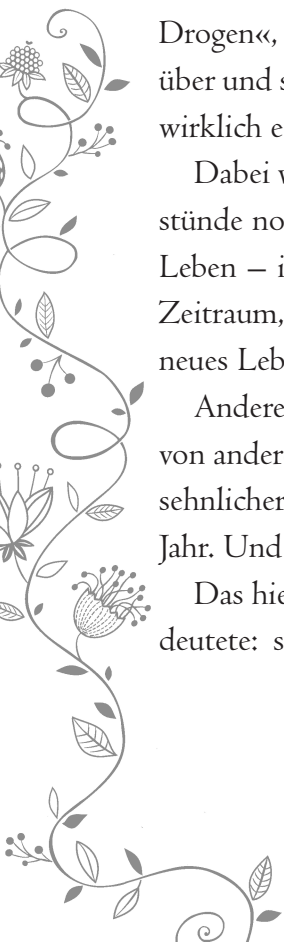 Drogen«,
über und s
wirklich e
Dabei w
stünde no
Leben – i
Zeitraum,
neues Leb
Andere
von ander
sehnlicher
Jahr. Und
Das hie
deutete: s